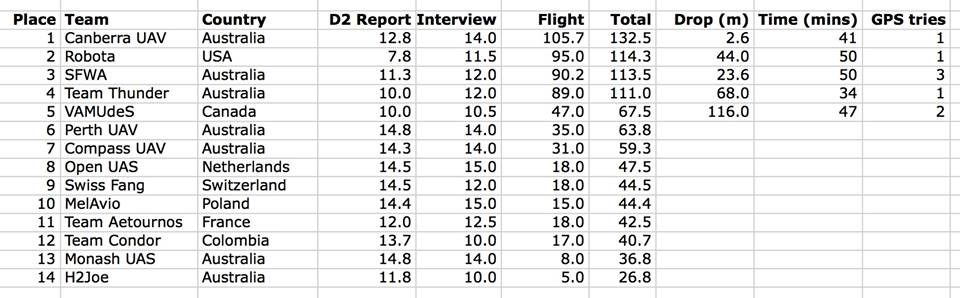 Place Team Country D2 Report Interview Flight Total Drop (m) Time (mins) GPS tries
1 Canberra UAV Australia 12.8 14.0 105.7 132.5 2.6 41 1
2 Robota USA 7.8 11.5 95.0 114.3 44.0 50 1
3 SFWA Australia 11.3 12.0 90.2 113.5 23.6 50 3
4 Team Thunder Australia 10.0 12.0 89.0 111.0 68.0 34 1
5 VAMUdeS Canada 10.0 10.5 47.0 67.5 116.0 47 2
6 Perth UAV Australia 14.8 14.0 35.0 63.8
7 Compass UAV Australia 14.3 14.0 31.0 59.3
8 Open UAS Netherlands 14.5 15.0 18.0 47.5
9 Swiss Fang Switzerland 14.5 12.0 18.0 44.5
10 MelAvio Poland 14.4 15.0 15.0 44.4
11 Team Aetournos France 12.0 12.5 18.0 42.5
12 Team Condor Colombia 13.7 10.0 17.0 40.7
13 Monash UAS Australia 14.8 14.0 8.0 36.8
14 H2Joe Australia 11.8 10.0 5.0 26.8